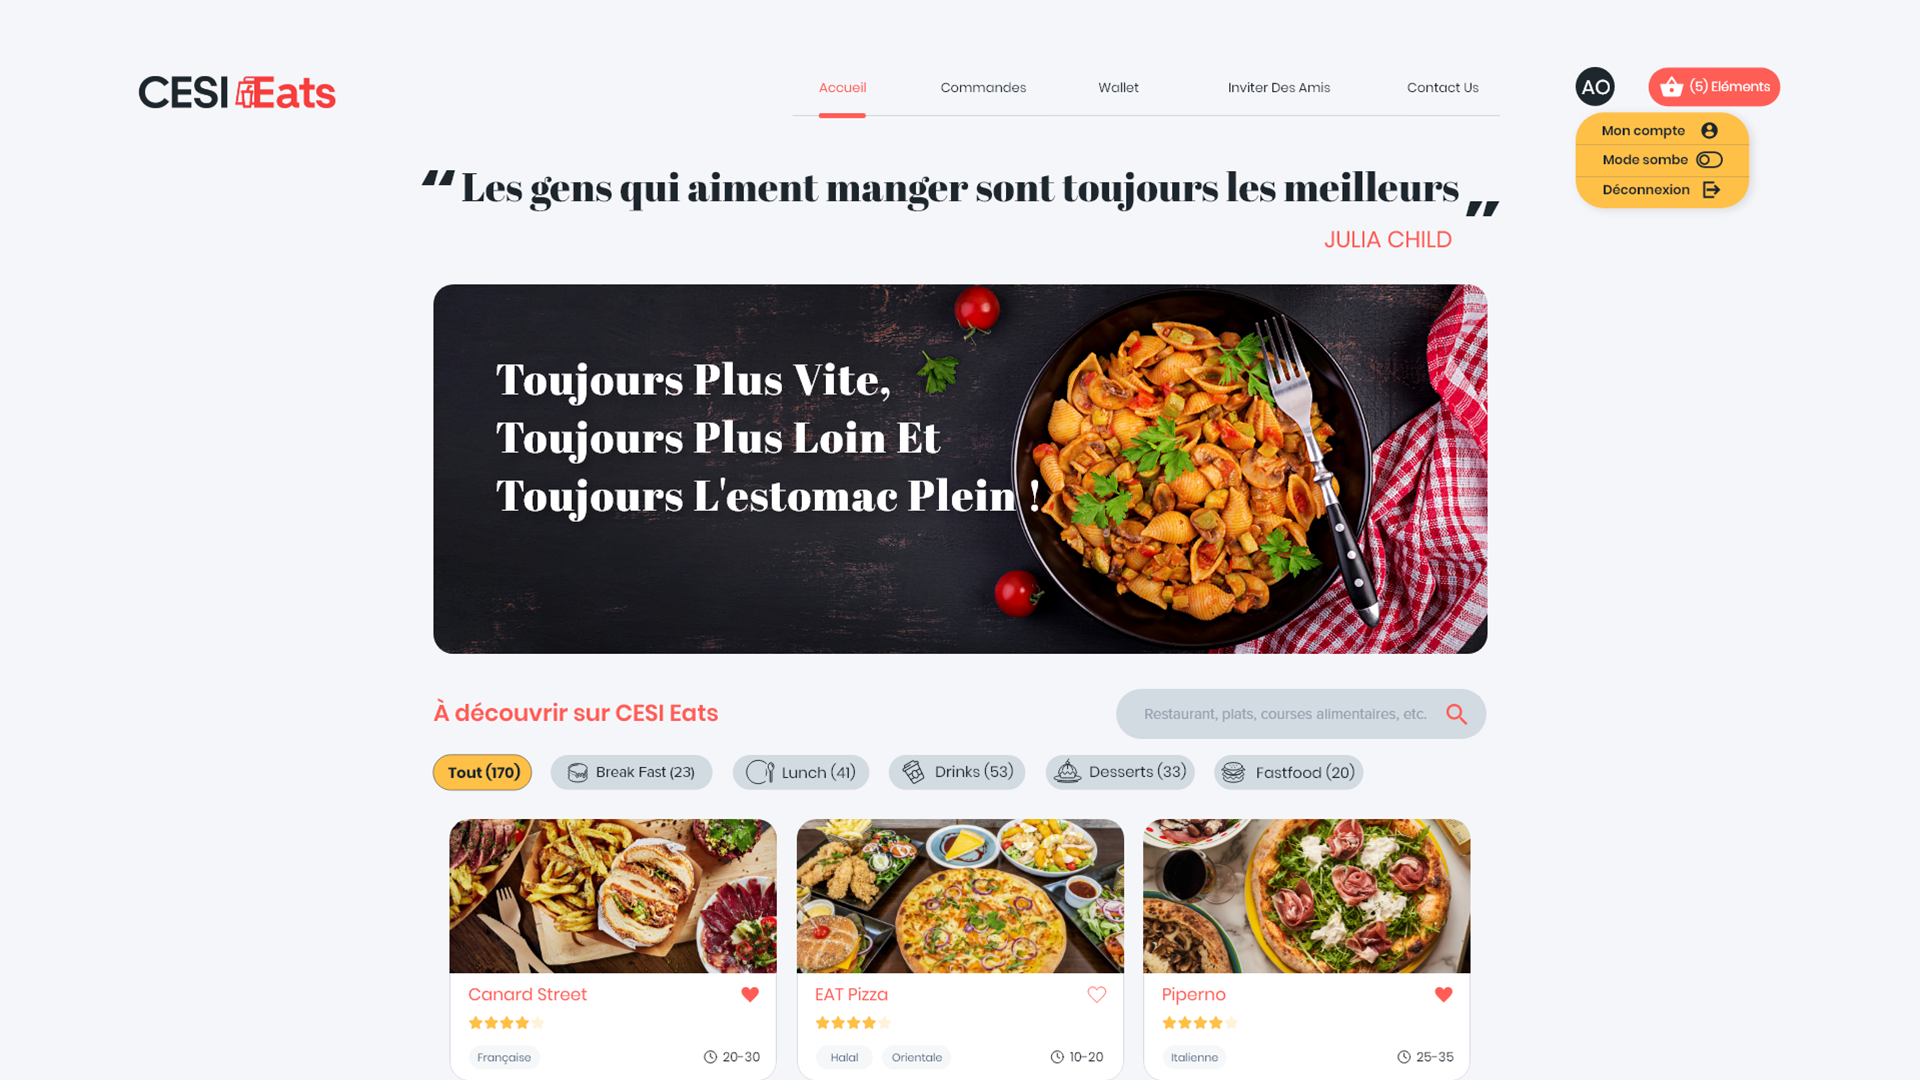 CESI Eats
Accueil
Commandes
Wallet
Inviter Des Amis
Contact Us
AO
(5) Eléments
Mon compte
Mode sombe
Déconnexion
“Les gens qui aiment manger sont toujours les meilleurs„
JULIA CHILD
Toujours Plus Vite,
Toujours Plus Loin Et
Toujours L'estomac Plein !
À découvrir sur CESI Eats
Restaurant, plats, courses alimentaires, etc.
Tout (170)
Break Fast (23)
Lunch (41)
Drinks (53)
Desserts (33)
Fastfood (20)
Canard Street
Française
20-30
EAT Pizza
Halal
Orientale
10-20
Piperno
Italienne
25-35